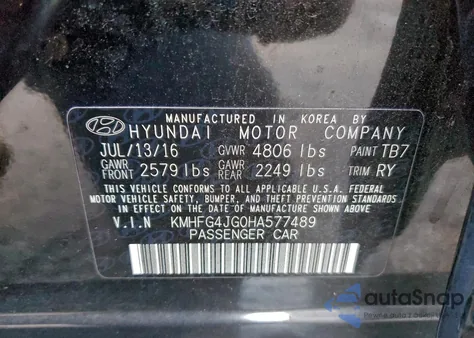 MANUFACTURED IN KOREA BY
HYUNDAI MOTOR COMPANY
JUL/13/16 GVWR 4806 lbs PAINT TB7
GAWR FRONT 2579 lbs GAWR REAR 2249 lbs TRIM RY
THIS VEHICLE CONFORMS TO ALL APPLICABLE U.S.A. FEDERAL
MOTOR VEHICLE SAFETY, BUMPER, AND THEFT PREVENTION
STANDARDS IN EFFECT ON THE DATE OF MANUFACTURE SHOWN ABOVE.
V.I.N KMHFG4JG0HA577489
PASSENGER CAR
autoSnap